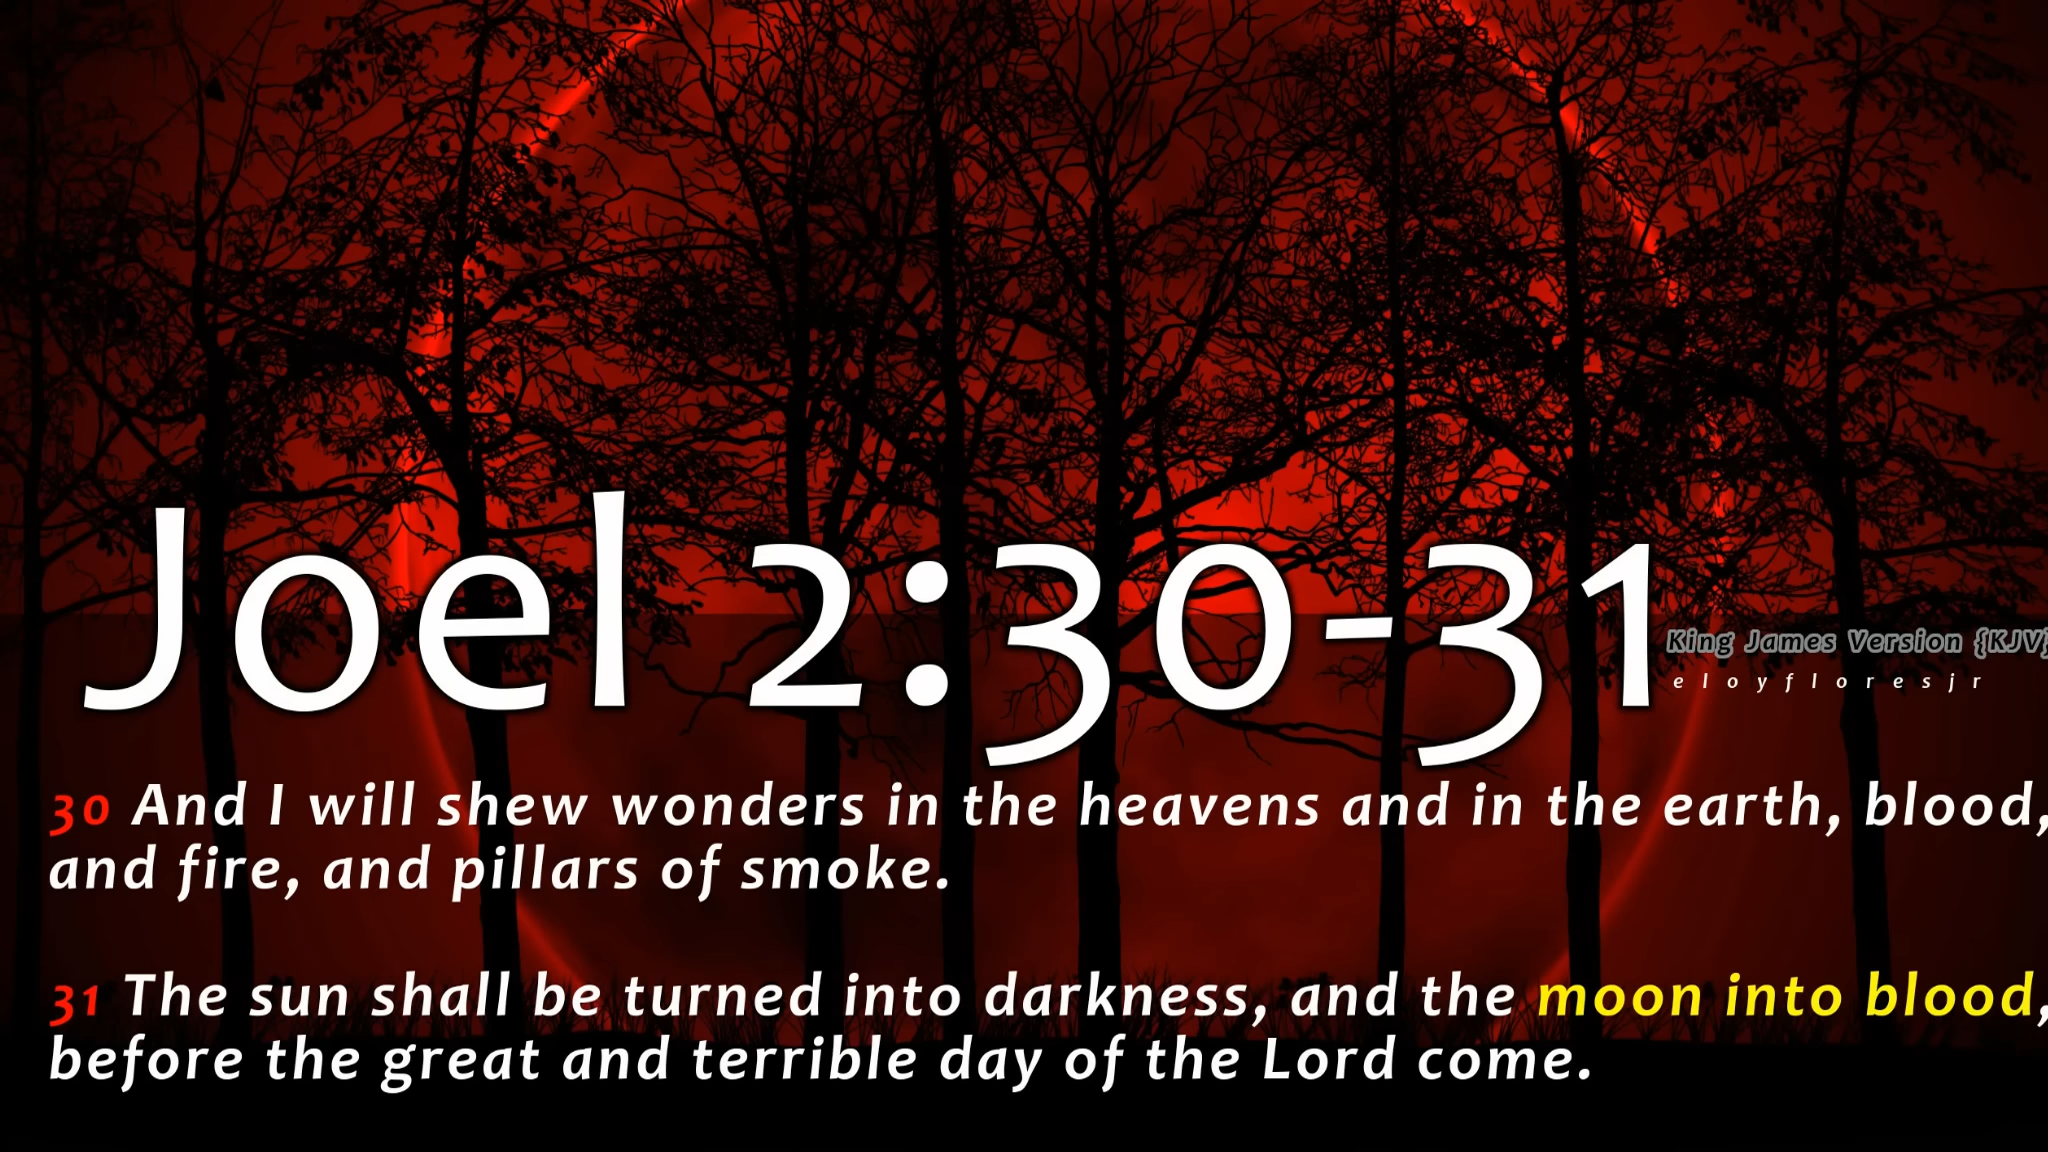 Joel 2:30-31
King James Version {KJV}
eloyfloresjr
30 And I will shew wonders in the heavens and in the earth, blood,
and fire, and pillars of smoke.
31 The sun shall be turned into darkness, and the moon into blood,
before the great and terrible day of the Lord come.